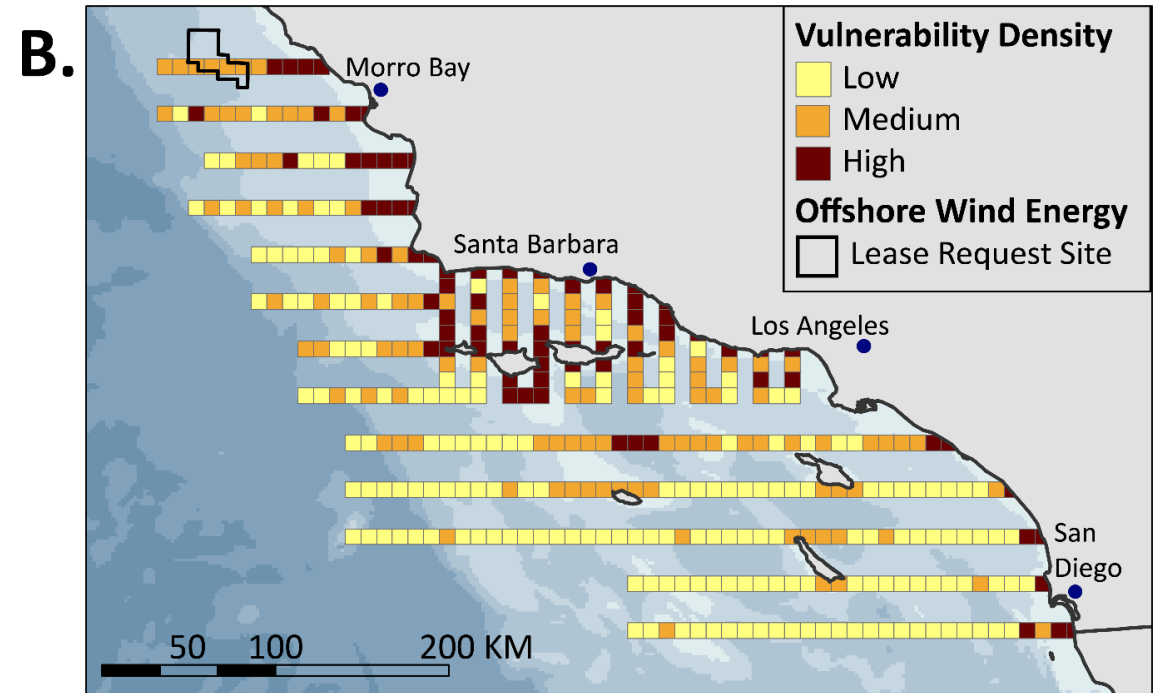 B.
Vulnerability Density
Low
Medium
High
Offshore Wind Energy
Lease Request Site
Morro Bay
Santa Barbara
Los Angeles
San
Diego
50 100 200 KM